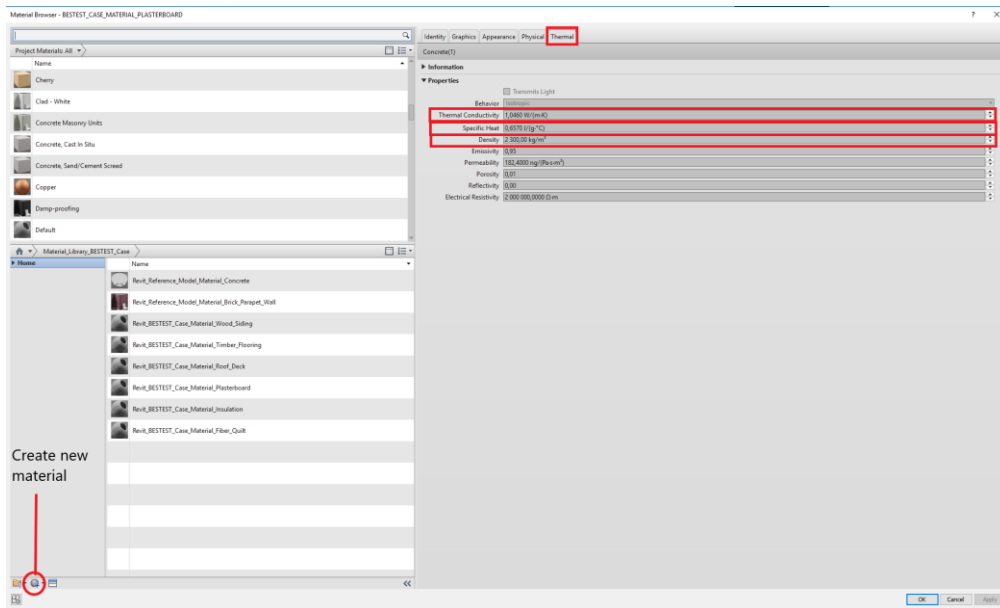 Material Browser - BESTEST_CASE_MATERIAL_PLASTERBOARD
? ×
Project Materials: All
Name
Cherry
Clad - White
Concrete Masonry Units
Concrete, Cast In Situ
Concrete, Sand/Cement Screed
Copper
Damp-proofing
Default
Material_Library_BESTEST_Case
Home
Name
Revit_Reference_Model_Material_Concrete
Revit_Reference_Model_Material_Brick_Parapet_Wall
Revit_BESTEST_Case_Material_Wood_Siding
Revit_BESTEST_Case_Material_Timber_Flooring
Revit_BESTEST_Case_Material_Roof_Deck
Revit_BESTEST_Case_Material_Plasterboard
Revit_BESTEST_Case_Material_Insulation
Revit_BESTEST_Case_Material_Fiber_Quilt
Create new
material
Identity Graphics Appearance Physical Thermal
Concrete(1)
Information
Properties
Transmits Light
Behavior Isotropic
Thermal Conductivity 1,0460 W/(m·K)
Specific Heat 0,6570 J/(g·°C)
Density 2 300,00 kg/m³
Emissivity 0,95
Permeability 182,4000 ng/(Pa·s·m²)
Porosity 0,01
Reflectivity 0,00
Electrical Resistivity 2 000 000,0000 Ω·m
OK Cancel Apply